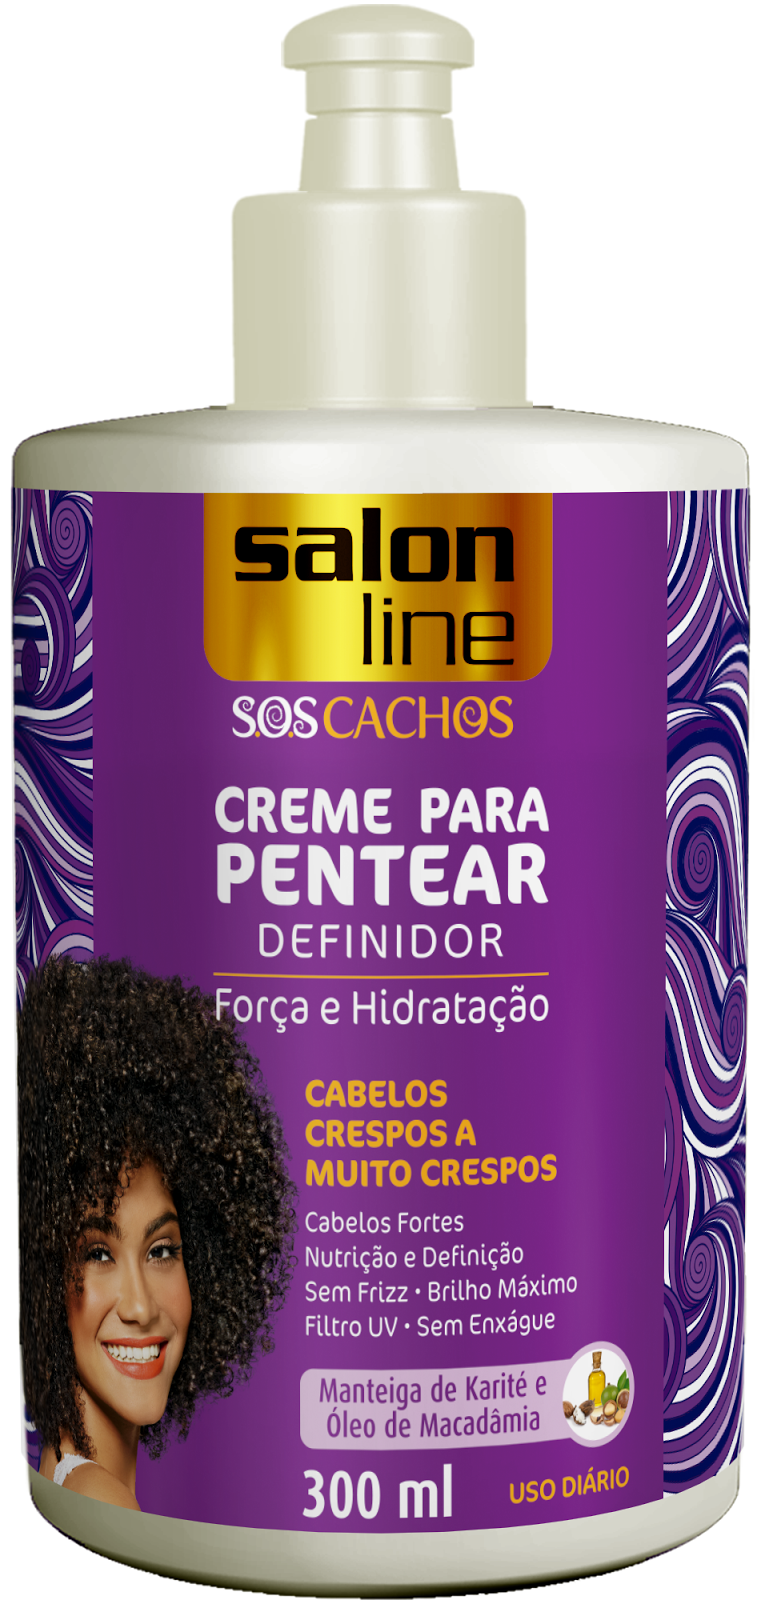 salon
line
S.O.S CACHOS
CREME PARA
PENTEAR
DEFINIDOR
Força e Hidratação
CABELOS
CRESPOS A
MUITO CRESPOS
Cabelos Fortes
Nutrição e Definição
Sem Frizz • Brilho Máximo
Filtro UV • Sem Enxágue
Manteiga de Karité e
Óleo de Macadâmia
300 ml
USO DIÁRIO